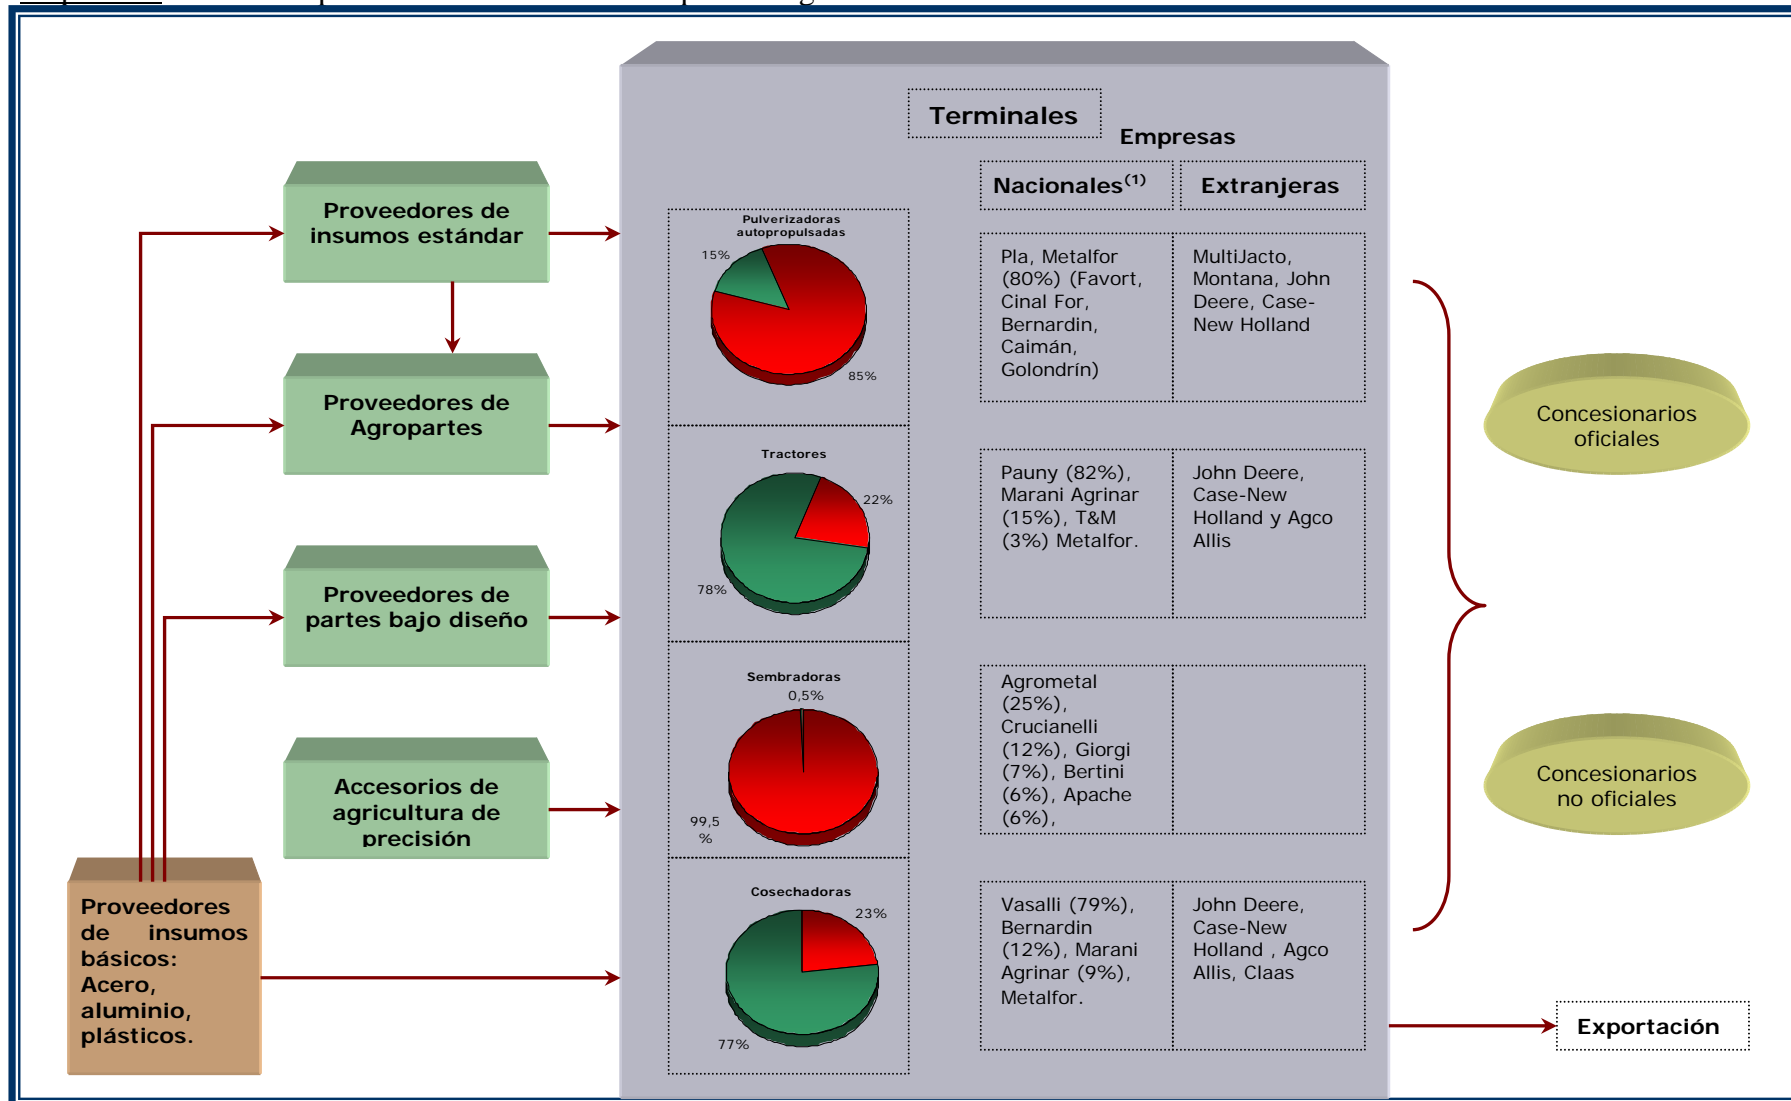 Terminales
Empresas
Nacionales(1)
Extranjeras
Proveedores de
insumos estándar
Proveedores de
Agropartes
Proveedores de
partes bajo diseño
Accesorios de
agricultura de
precisión
Proveedores
de insumos
básicos:
Acero,
aluminio,
plásticos.
Pulverizadoras
autopropulsadas
15%
85%
Pla, Metalfor
(80%) (Favort,
Cinal For,
Bernardin,
Caimán,
Golondrín)
MultiJacto,
Montana, John
Deere, Case-
New Holland
Tractores
22%
78%
Pauny (82%),
Marani Agrinar
(15%), T&M
(3%) Metalfor.
John Deere,
Case-New
Holland y Agco
Allis
Sembradoras
0,5%
99,5
%
Agrometal
(25%),
Crucianelli
(12%), Giorgi
(7%), Bertini
(6%), Apache
(6%),
Cosechadoras
23%
77%
Vasalli (79%),
Bernardin
(12%), Marani
Agrinar (9%),
Metalfor.
John Deere,
Case-New
Holland , Agco
Allis, Claas
Concesionarios
oficiales
Concesionarios
no oficiales
Exportación